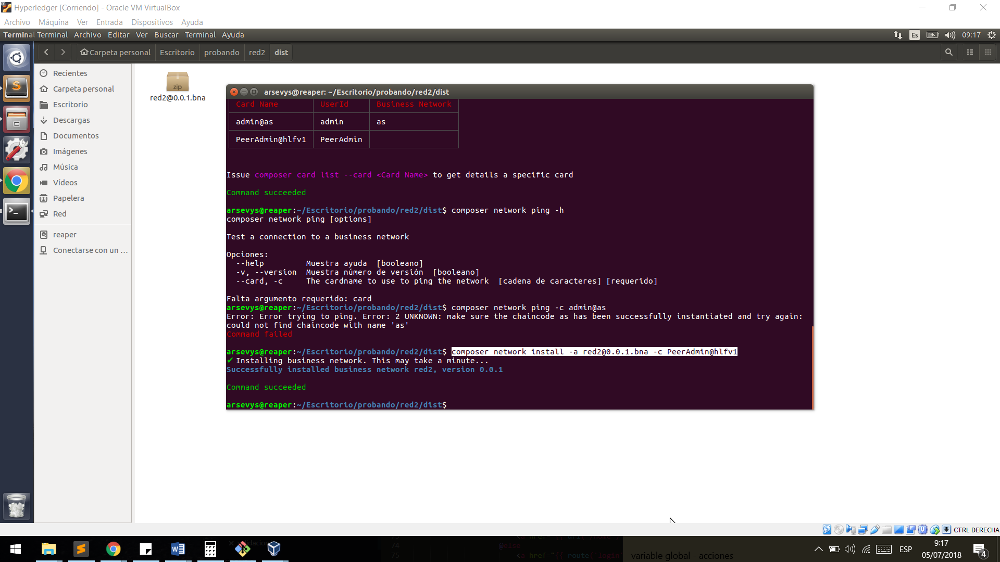 Hyperledger [Corriendo] - Oracle VM VirtualBox
Archivo Máquina Ver Entrada Dispositivos Ayuda
Terminal Terminal Archivo Editar Ver Buscar Terminal Ayuda
Es 09:17
Carpeta personal Escritorio probando red2 dist
Recientes
Carpeta personal
Escritorio
Descargas
Documentos
Imágenes
Música
Vídeos
Papelera
Red
reaper
Conectarse con un ...
zip
red2@0.0.1.bna
arsevys@reaper: ~/Escritorio/probando/red2/dist
Card Name UserId Business Network
admin@as admin as
PeerAdmin@hlfv1 PeerAdmin
Issue composer card list --card <Card Name> to get details a specific card
Command succeeded
arsevys@reaper:~/Escritorio/probando/red2/dist$ composer network ping -h
composer network ping [options]
Test a connection to a business network
Opciones:
--help Muestra ayuda [booleano]
-v, --version Muestra número de versión [booleano]
--card, -c The cardname to use to ping the network [cadena de caracteres] [requerido]
Falta argumento requerido: card
arsevys@reaper:~/Escritorio/probando/red2/dist$ composer network ping -c admin@as
Error: Error trying to ping. Error: 2 UNKNOWN: make sure the chaincode as has been successfully instantiated and try again:
could not find chaincode with name 'as'
Command failed
arsevys@reaper:~/Escritorio/probando/red2/dist$ composer network install -a red2@0.0.1.bna -c PeerAdmin@hlfv1
✔ Installing business network. This may take a minute...
Successfully installed business network red2, version 0.0.1
Command succeeded
arsevys@reaper:~/Escritorio/probando/red2/dist$
CTRL DERECHA
74 @else
75 <a href="{{ route('login'
variable global - acciones
ESP
9:17
05/07/2018
4